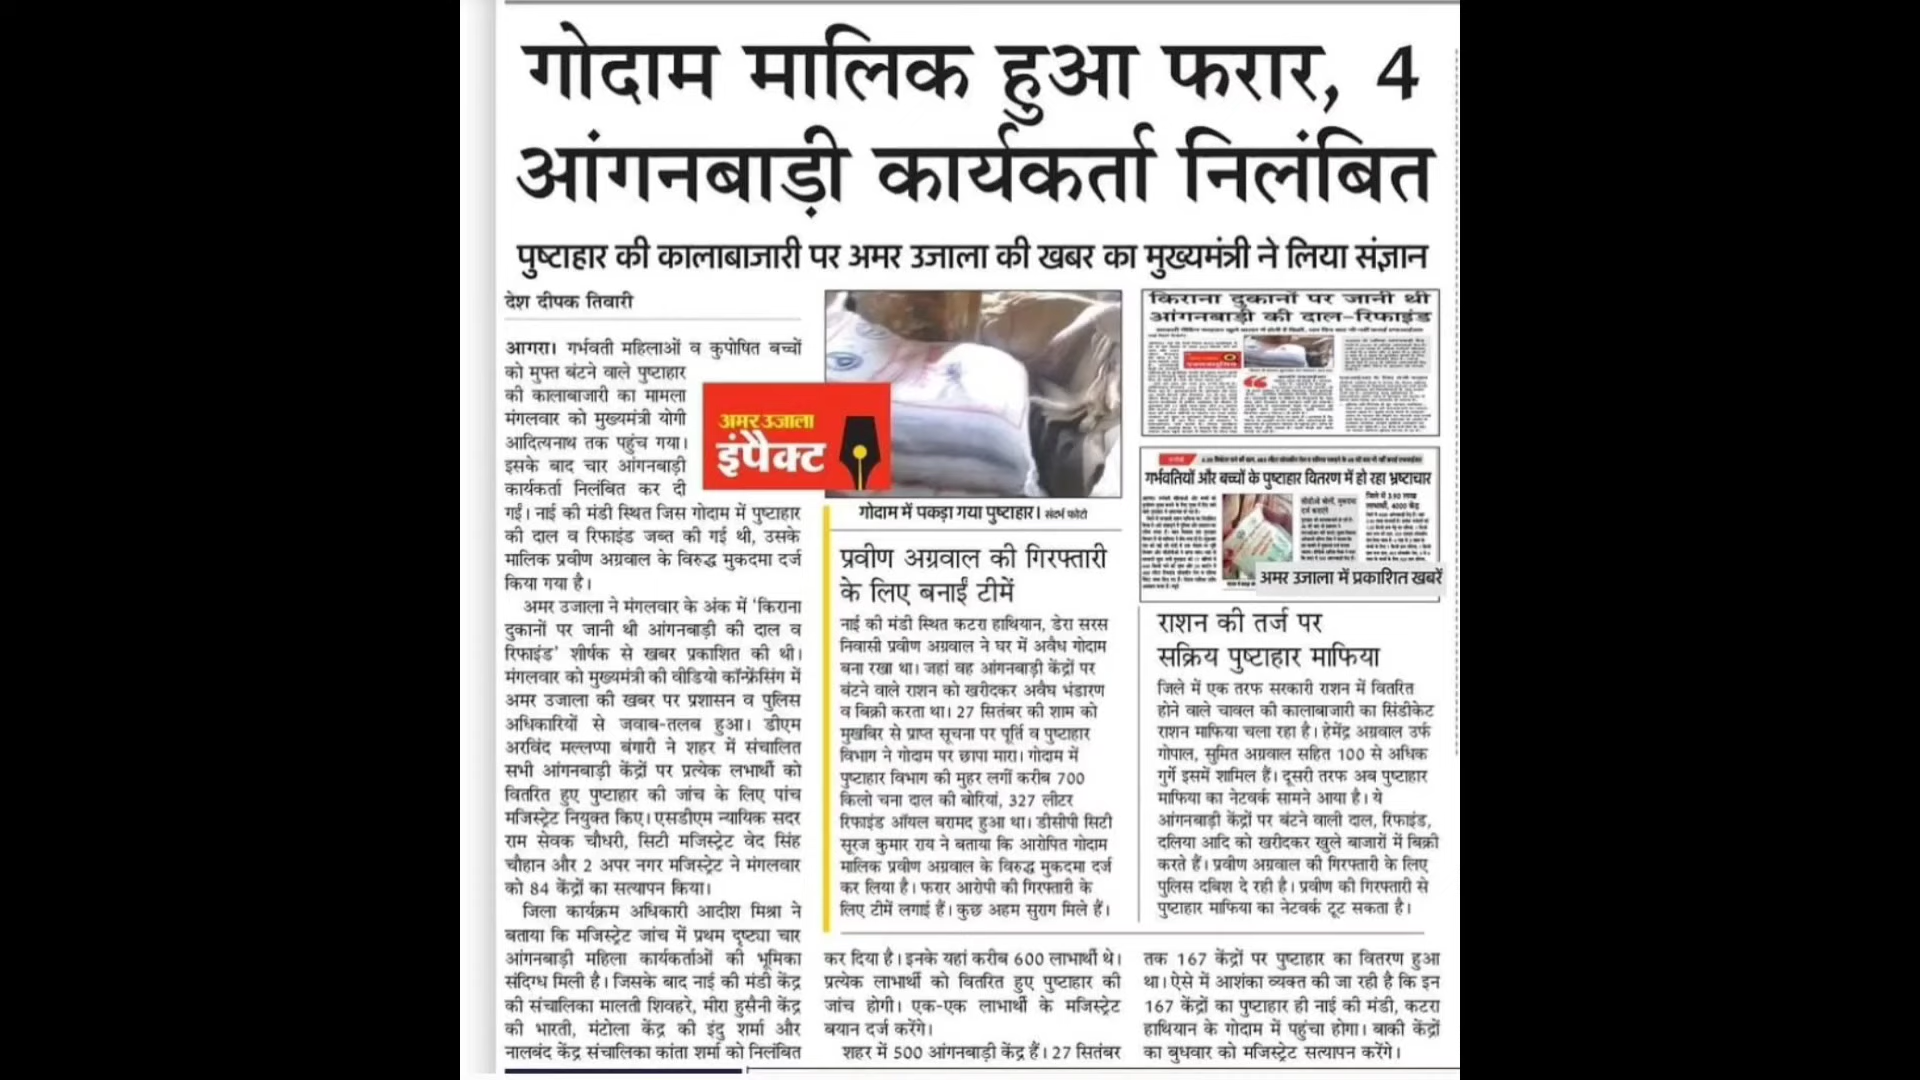 गोदाम मालिक हुआ फरार, 4
आंगनबाड़ी कार्यकर्ता निलंबित
पुष्टाहार की कालाबाजारी पर अमर उजाला की खबर का मुख्यमंत्री ने लिया संज्ञान
देश दीपक तिवारी
आगरा। गर्भवती महिलाओं व कुपोषित बच्चों
को मुफ्त बंटने वाले पुष्टाहार
की कालाबाजारी का मामला
मंगलवार को मुख्यमंत्री योगी
आदित्यनाथ तक पहुंच गया।
इसके बाद चार आंगनबाड़ी
कार्यकर्ता निलंबित कर दी
गईं। नाई की मंडी स्थित जिस गोदाम में पुष्टाहार
की दाल व रिफाइंड जब्त की गई थी, उसके
मालिक प्रवीण अग्रवाल के विरुद्ध मुकदमा दर्ज
किया गया है।
अमर उजाला ने मंगलवार के अंक में 'किराना
दुकानों पर जानी थी आंगनबाड़ी की दाल व
रिफाइंड' शीर्षक से खबर प्रकाशित की थी।
मंगलवार को मुख्यमंत्री की वीडियो कॉन्फ्रेंसिंग में
अमर उजाला की खबर पर प्रशासन व पुलिस
अधिकारियों से जवाब-तलब हुआ। डीएम
अरविंद मल्लप्पा बंगारी ने शहर में संचालित
सभी आंगनबाड़ी केंद्रों पर प्रत्येक लभार्थी को
वितरित हुए पुष्टाहार की जांच के लिए पांच
मजिस्ट्रेट नियुक्त किए। एसडीएम न्यायिक सदर
राम सेवक चौधरी, सिटी मजिस्ट्रेट वेद सिंह
चौहान और 2 अपर नगर मजिस्ट्रेट ने मंगलवार
को 84 केंद्रों का सत्यापन किया।
जिला कार्यक्रम अधिकारी आदीश मिश्रा ने
बताया कि मजिस्ट्रेट जांच में प्रथम दृष्ट्या चार
आंगनबाड़ी महिला कार्यकर्ताओं की भूमिका
संदिग्ध मिली है। जिसके बाद नाई की मंडी केंद्र
की संचालिका मालती शिवहरे, मीरा हुसैनी केंद्र
की भारती, मंटोला केंद्र की इंदु शर्मा और
नालबंद केंद्र संचालिका कांता शर्मा को निलंबित
अमर उजाला
इंपैक्ट
गोदाम में पकड़ा गया पुष्टाहार। संदर्भ फोटो
प्रवीण अग्रवाल की गिरफ्तारी
के लिए बनाईं टीमें
नाई की मंडी स्थित कटरा हाथियान, डेरा सरस
निवासी प्रवीण अग्रवाल ने घर में अवैध गोदाम
बना रखा था। जहां वह आंगनबाड़ी केंद्रों पर
बंटने वाले राशन को खरीदकर अवैध भंडारण
व बिक्री करता था। 27 सितंबर की शाम को
मुखबिर से प्राप्त सूचना पर पूर्ति व पुष्टाहार
विभाग ने गोदाम पर छापा मारा। गोदाम में
पुष्टाहार विभाग की मुहर लगीं करीब 700
किलो चना दाल की बोरियां, 327 लीटर
रिफाइंड ऑयल बरामद हुआ था। डीसीपी सिटी
सूरज कुमार राय ने बताया कि आरोपित गोदाम
मालिक प्रवीण अग्रवाल के विरुद्ध मुकदमा दर्ज
कर लिया है। फरार आरोपी की गिरफ्तारी के
लिए टीमें लगाई हैं। कुछ अहम सुराग मिले हैं।
कर दिया है। इनके यहां करीब 600 लाभार्थी थे।
प्रत्येक लाभार्थी को वितरित हुए पुष्टाहार की
जांच होगी। एक-एक लाभार्थी के मजिस्ट्रेट
बयान दर्ज करेंगे।
शहर में 500 आंगनबाड़ी केंद्र हैं। 27 सितंबर
किराना दुकानों पर जानी थी
आंगनबाड़ी की दाल-रिफाइंड
गर्भवतियों और बच्चों के पुष्टाहार वितरण में हो रहा भ्रष्टाचार
अमर उजाला में प्रकाशित खबरें
राशन की तर्ज पर
सक्रिय पुष्टाहार माफिया
जिले में एक तरफ सरकारी राशन में वितरित
होने वाले चावल की कालाबाजारी का सिंडीकेट
राशन माफिया चला रहा है। हेमेंद्र अग्रवाल उर्फ
गोपाल, सुमित अग्रवाल सहित 100 से अधिक
गुर्गे इसमें शामिल हैं। दूसरी तरफ अब पुष्टाहार
माफिया का नेटवर्क सामने आया है। ये
आंगनबाड़ी केंद्रों पर बंटने वाली दाल, रिफाइंड,
दलिया आदि को खरीदकर खुले बाजारों में बिक्री
करते हैं। प्रवीण अग्रवाल की गिरफ्तारी के लिए
पुलिस दबिश दे रही है। प्रवीण की गिरफ्तारी से
पुष्टाहार माफिया का नेटवर्क टूट सकता है।
तक 167 केंद्रों पर पुष्टाहार का वितरण हुआ
था। ऐसे में आशंका व्यक्त की जा रही है कि इन
167 केंद्रों का पुष्टाहार ही नाई की मंडी, कटरा
हाथियान के गोदाम में पहुंचा होगा। बाकी केंद्रों
का बुधवार को मजिस्ट्रेट सत्यापन करेंगे।